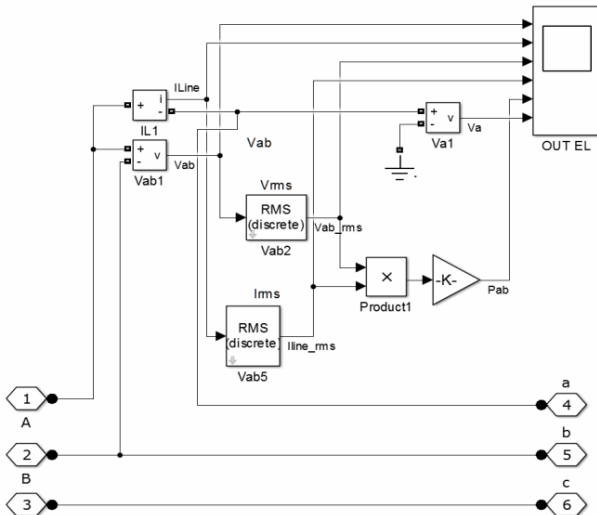 ILine
+
i
-
IL1
+
-
v
Vab1
Vab
Vab
+
-
v
Va1
Va
OUT EL
Vrms
RMS
(discrete)
Vab2
Vab_rms
×
Product1
-K-
Pab
Irms
RMS
(discrete)
Vab5
Iline_rms
1
A
a
4
2
B
b
5
3
c
6